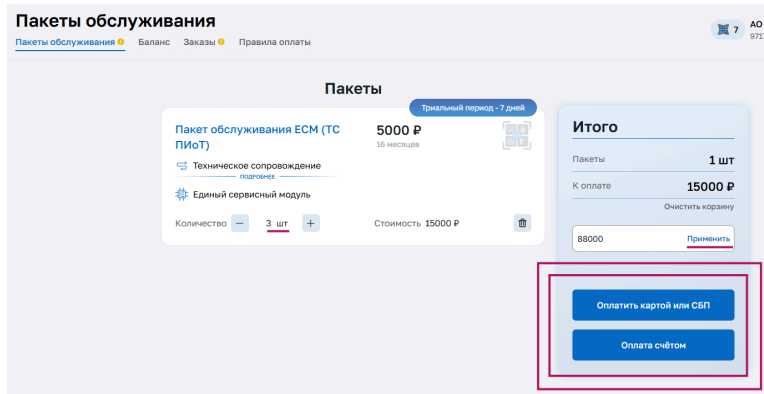 Пакеты обслуживания
Пакеты обслуживания Баланс Заказы Правила оплаты
7 АО
Пакеты
Триальный период - 7 дней
Пакет обслуживания ЕСМ (ТС ПИоТ)
5000 ₽
16 месяцев
Техническое сопровождение
ПОДРОБНЕЕ
Единый сервисный модуль
Количество − 3 шт + Стоимость 15000 ₽
Итого
Пакеты 1 шт
К оплате 15000 ₽
Очистить корзину
88000 Применить
Оплатить картой или СБП
Оплата счётом